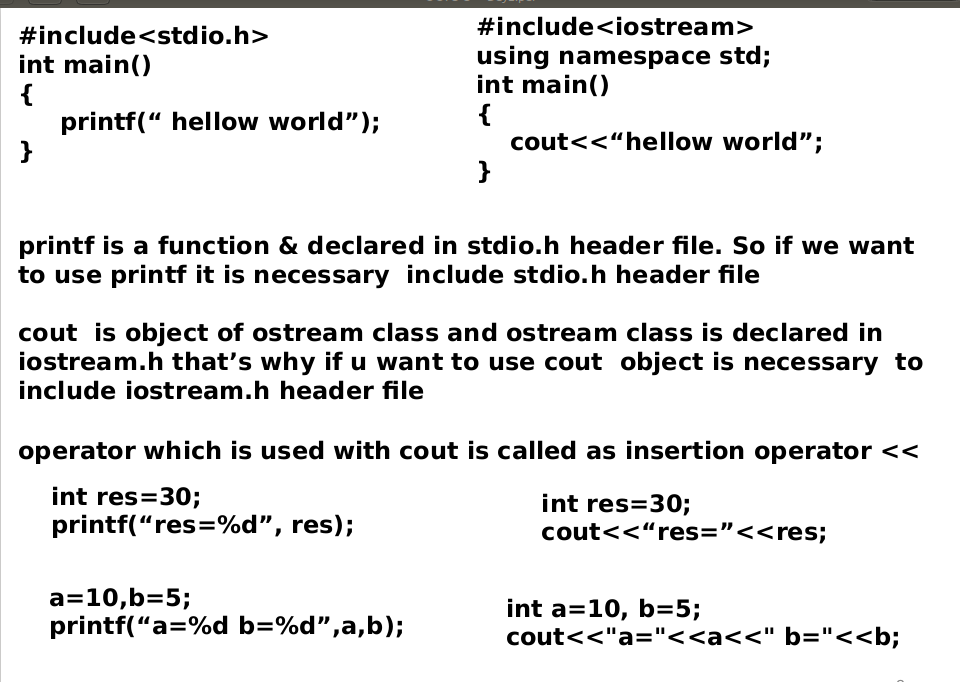 #include<stdio.h>
int main()
{
printf(“ hellow world”);
}
#include<iostream>
using namespace std;
int main()
{
cout<<“hellow world”;
}
printf is a function & declared in stdio.h header file. So if we want
to use printf it is necessary  include stdio.h header file
cout  is object of ostream class and ostream class is declared in
iostream.h that’s why if u want to use cout  object is necessary  to
include iostream.h header file
operator which is used with cout is called as insertion operator <<
int res=30;
printf(“res=%d”, res);
int res=30;
cout<<“res=”<<res;
a=10,b=5;
printf(“a=%d b=%d”,a,b);
int a=10, b=5;
cout<<"a="<<a<<" b="<<b;